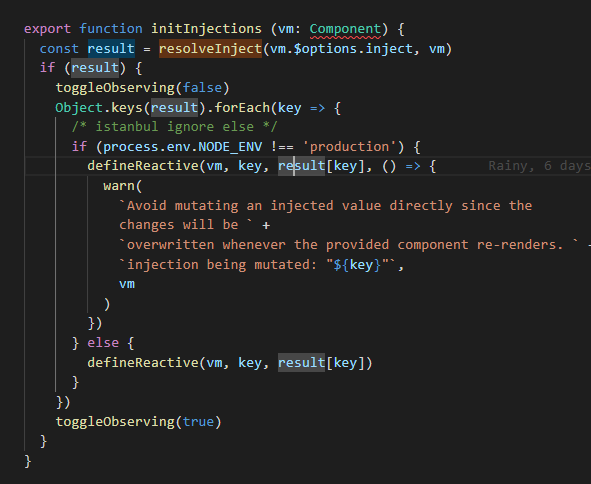 export function initInjections (vm: Component) {
  const result = resolveInject(vm.$options.inject, vm)
  if (result) {
    toggleObserving(false)
    Object.keys(result).forEach(key => {
      /* istanbul ignore else */
      if (process.env.NODE_ENV !== 'production') {
        defineReactive(vm, key, result[key], () => {      Rainy, 6 days
          warn(
            `Avoid mutating an injected value directly since the
            changes will be ` +
            `overwritten whenever the provided component re-renders. ` +
            `injection being mutated: "${key}"`,
            vm
          )
        })
      } else {
        defineReactive(vm, key, result[key])
      }
    })
    toggleObserving(true)
  }
}